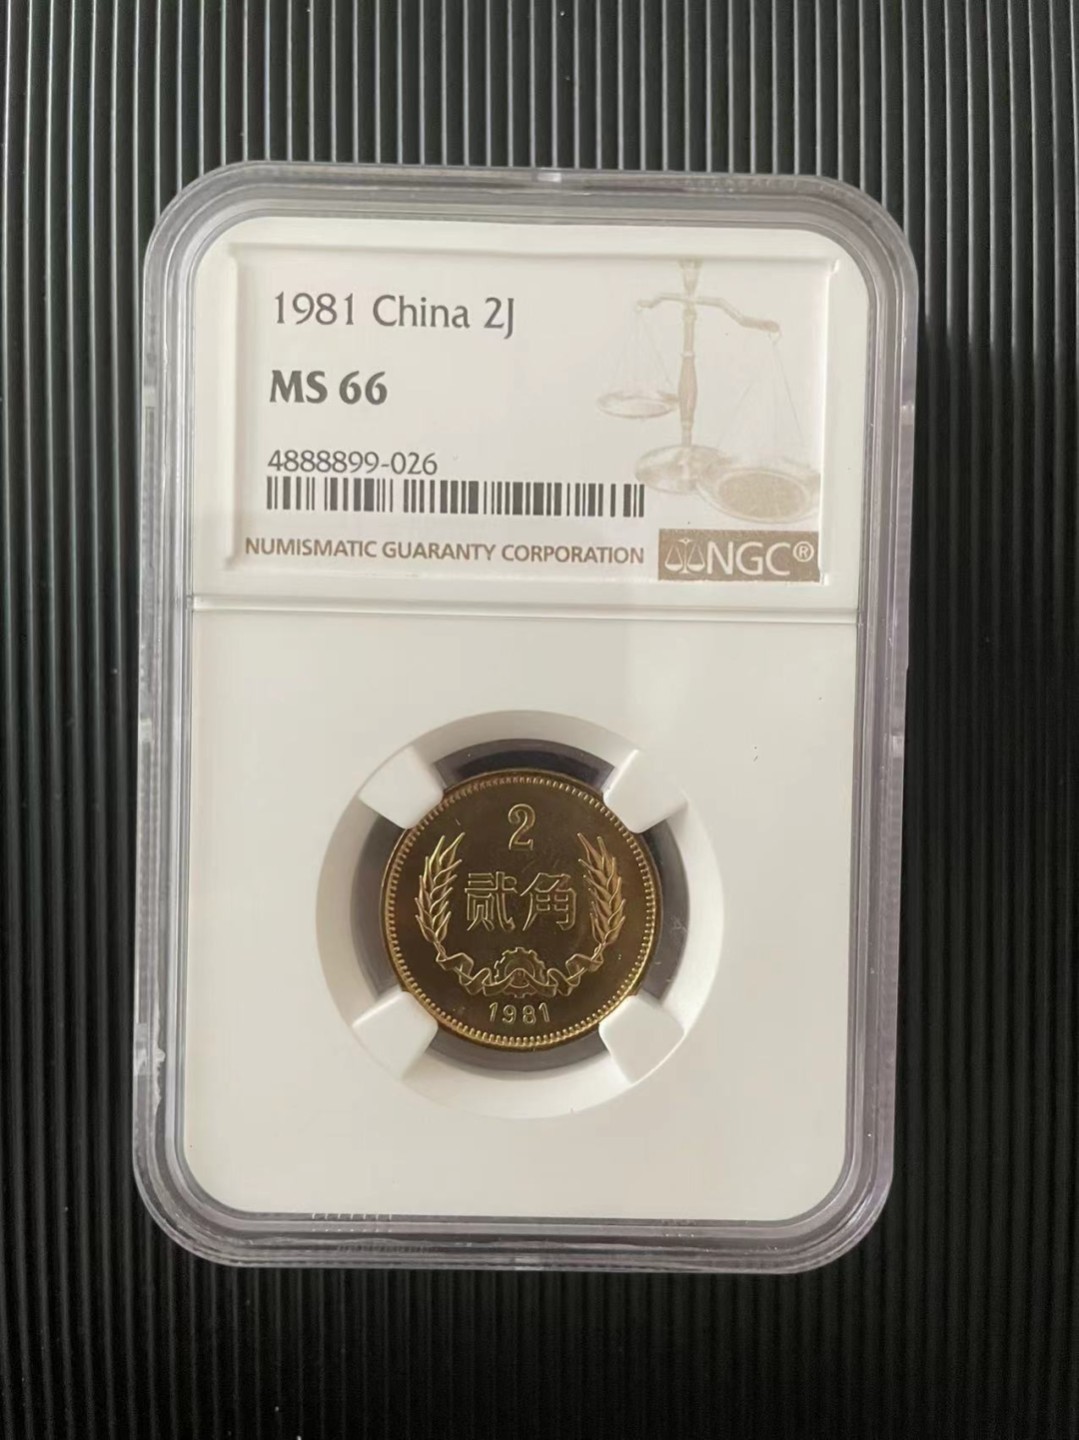 1981 China 2J
MS 66
4888899-026
NUMISMATIC GUARANTY CORPORATION NGC®
2
贰角
1981